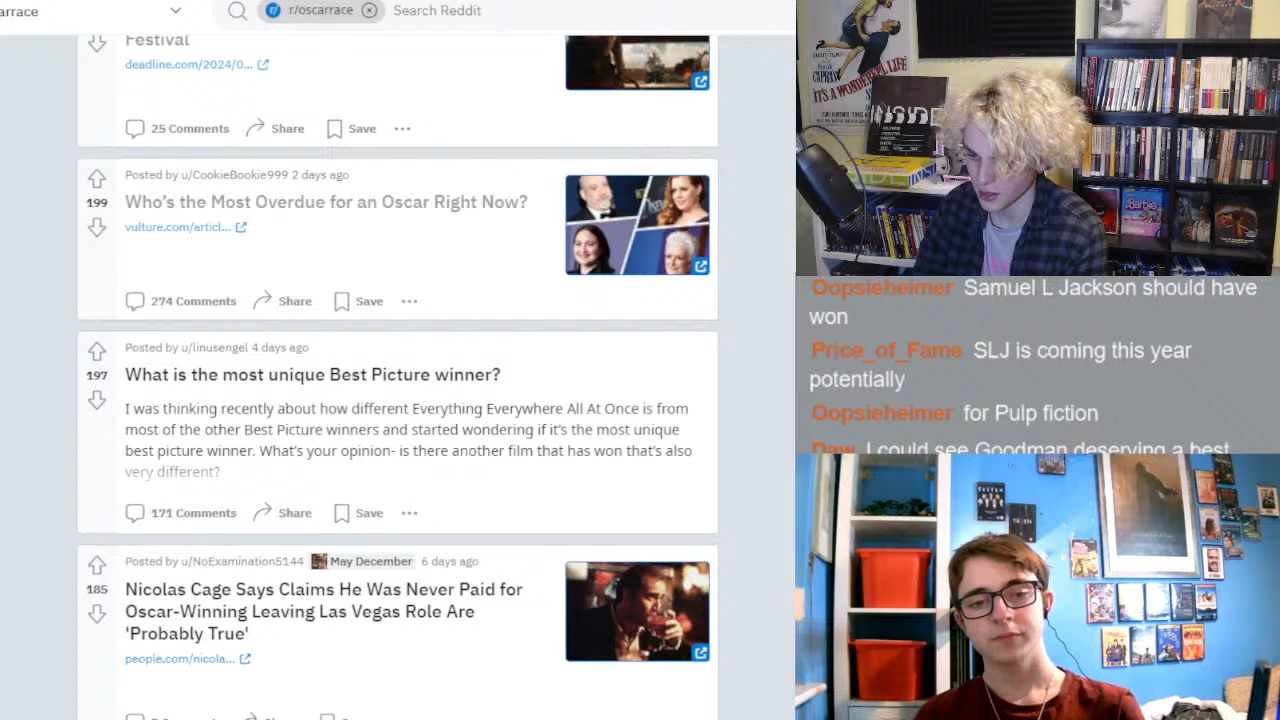 arrace
r/oscarrace
Search Reddit
Festival
deadline.com/2024/0...
25 Comments
Share
Save
Posted by u/CookieBookie999 2 days ago
199
Who's the Most Overdue for an Oscar Right Now?
vulture.com/articl...
274 Comments
Share
Save
Posted by u/linusengel 4 days ago
197
What is the most unique Best Picture winner?
I was thinking recently about how different Everything Everywhere All At Once is from
most of the other Best Picture winners and started wondering if it's the most unique
best picture winner. What's your opinion- is there another film that has won that's also
very different?
171 Comments
Share
Save
Posted by u/NoExamination5144 May December 6 days ago
185
Nicolas Cage Says Claims He Was Never Paid for
Oscar-Winning Leaving Las Vegas Role Are
'Probably True'
people.com/nicola...
IT'S A WONDERFUL LIFE
INSIDE
Barbie
Oopsieheimer Samuel L Jackson should have
won
Price_of_Fame SLJ is coming this year
potentially
Oopsieheimer for Pulp fiction
I could see Goodman deserving a best